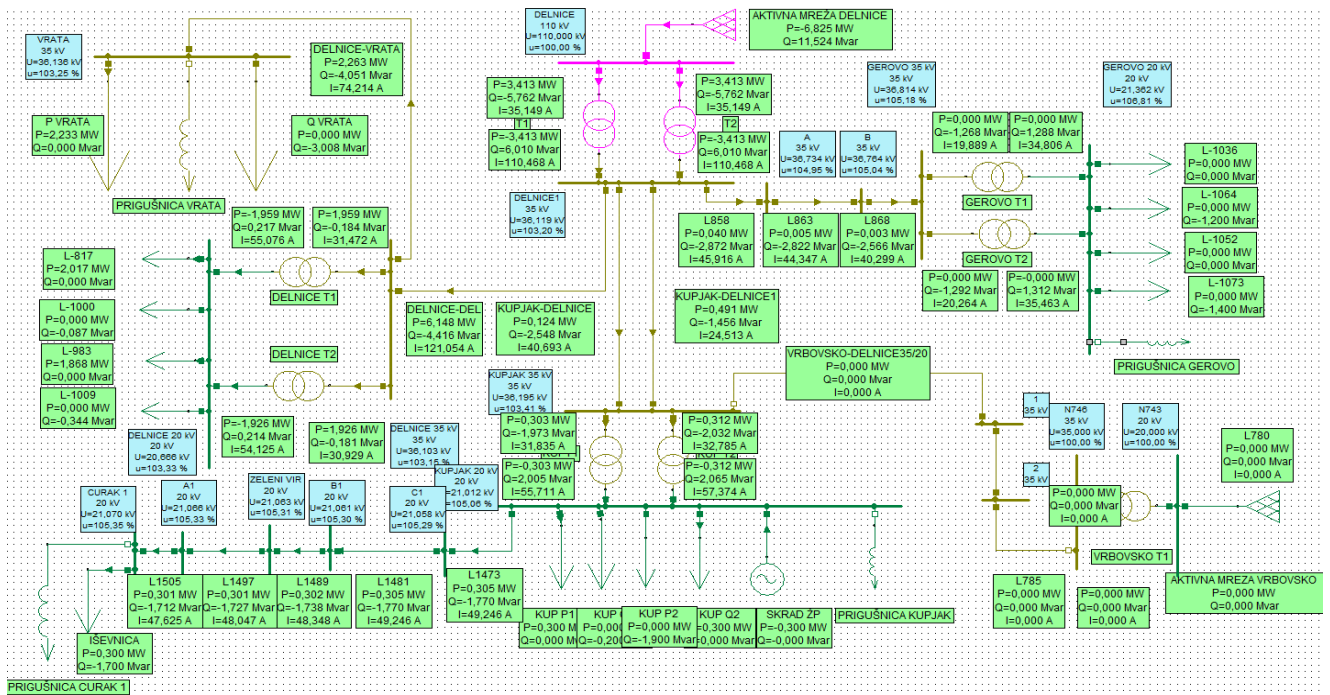 VRATA
35 kV
U=36,136 kV
u=103,25 %
DELNICE-VRATA
P=2,263 MW
Q=-4,051 Mvar
I=74,214 A
P VRATA
P=2,233 MW
Q=0,000 Mvar
Q VRATA
P=0,000 MW
Q=-3,008 Mvar
PRIGUŠNICA VRATA
DELNICE
110 kV
U=110,000 kV
u=100,00 %
AKTIVNA MREŽA DELNICE
P=-6,825 MW
Q=11,524 Mvar
P=3,413 MW
Q=-5,762 Mvar
I=35,149 A
T1
P=-3,413 MW
Q=6,010 Mvar
I=110,468 A
P=3,413 MW
Q=-5,762 Mvar
I=35,149 A
T2
P=-3,413 MW
Q=6,010 Mvar
I=110,468 A
A
35 kV
U=36,734 kV
u=104,95 %
B
35 kV
U=36,764 kV
u=105,04 %
GEROVO 35 kV
35 kV
U=36,814 kV
u=105,18 %
GEROVO 20 kV
20 kV
U=21,362 kV
u=106,81 %
P=0,000 MW
Q=-1,268 Mvar
I=19,889 A
P=0,000 MW
Q=1,288 Mvar
I=34,806 A
GEROVO T1
GEROVO T2
P=0,000 MW
Q=-1,292 Mvar
I=20,264 A
P=-0,000 MW
Q=1,312 Mvar
I=35,463 A
L-1036
P=0,000 MW
Q=0,000 Mvar
L-1064
P=0,000 MW
Q=-1,200 Mvar
L-1052
P=0,000 MW
Q=0,000 Mvar
L-1073
P=0,000 MW
Q=-1,400 Mvar
PRIGUŠNICA GEROVO
DELNICE1
35 kV
U=36,119 kV
u=103,20 %
L858
P=0,040 MW
Q=-2,872 Mvar
I=45,916 A
L863
P=0,005 MW
Q=-2,822 Mvar
I=44,347 A
L868
P=0,003 MW
Q=-2,566 Mvar
I=40,299 A
P=-1,959 MW
Q=0,217 Mvar
I=55,076 A
P=1,959 MW
Q=-0,184 Mvar
I=31,472 A
L-817
P=2,017 MW
Q=0,000 Mvar
L-1000
P=0,000 MW
Q=-0,087 Mvar
L-983
P=1,868 MW
Q=0,000 Mvar
L-1009
P=0,000 MW
Q=-0,344 Mvar
DELNICE T1
DELNICE T2
DELNICE-DEL
P=6,148 MW
Q=-4,416 Mvar
I=121,054 A
KUPJAK-DELNICE
P=0,124 MW
Q=-2,548 Mvar
I=40,693 A
KUPJAK-DELNICE1
P=0,491 MW
Q=-1,456 Mvar
I=24,513 A
VRBOVSKO-DELNICE35/20
P=0,000 MW
Q=0,000 Mvar
I=0,000 A
P=-1,926 MW
Q=0,214 Mvar
I=54,125 A
P=1,926 MW
Q=-0,181 Mvar
I=30,929 A
DELNICE 20 kV
20 kV
U=20,666 kV
u=103,33 %
DELNICE 35 kV
35 kV
U=36,103 kV
u=103,15 %
KUPJAK 35 kV
35 kV
U=36,195 kV
u=103,41 %
P=0,303 MW
Q=-1,973 Mvar
I=31,835 A
P=-0,303 MW
Q=2,005 Mvar
I=55,711 A
P=0,312 MW
Q=-2,032 Mvar
I=32,785 A
P=-0,312 MW
Q=2,065 Mvar
I=57,374 A
KUPJAK 20 kV
20 kV
U=21,012 kV
u=105,06 %
1
35 kV
2
35 kV
N746
35 kV
U=35,000 kV
u=100,00 %
N743
20 kV
U=20,000 kV
u=100,00 %
L780
P=0,000 MW
Q=0,000 Mvar
I=0,000 A
P=0,000 MW
Q=0,000 Mvar
I=0,000 A
VRBOVSKO T1
L785
P=0,000 MW
Q=0,000 Mvar
I=0,000 A
P=0,000 MW
Q=0,000 Mvar
I=0,000 A
AKTIVNA MREZA VRBOVSKO
P=0,000 MW
Q=0,000 Mvar
CURAK 1
20 kV
U=21,070 kV
u=105,35 %
A1
20 kV
U=21,066 kV
u=105,33 %
ZELENI VIR
20 kV
U=21,063 kV
u=105,31 %
B1
20 kV
U=21,061 kV
u=105,30 %
C1
20 kV
U=21,058 kV
u=105,29 %
L1505
P=0,301 MW
Q=-1,712 Mvar
I=47,625 A
L1497
P=0,301 MW
Q=-1,727 Mvar
I=48,047 A
L1489
P=0,302 MW
Q=-1,738 Mvar
I=48,348 A
L1481
P=0,305 MW
Q=-1,770 Mvar
I=49,246 A
L1473
P=0,305 MW
Q=-1,770 Mvar
I=49,246 A
IŠEVNICA
P=0,300 MW
Q=-1,700 Mvar
PRIGUŠNICA CURAK 1
KUP P1
P=0,300 M
Q=0,000 Mv
KUP
P=0,00
Q=-0,20
KUP P2
P=0,000 MW
Q=-1,900 Mvar
KUP Q2
P=0,300 MW
Q=0,000 Mvar
SKRAD ŽP
P=-0,300 MW
Q=-0,000 Mvar
PRIGUŠNICA KUPJAK